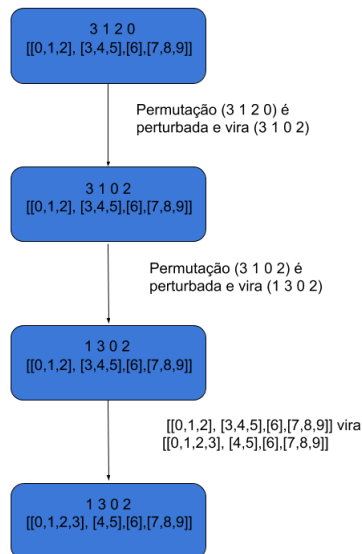 3 1 2 0
[[0,1,2], [3,4,5],[6],[7,8,9]]
Permutação (3 1 2 0) é
perturbada e vira (3 1 0 2)
3 1 0 2
[[0,1,2], [3,4,5],[6],[7,8,9]]
Permutação (3 1 0 2) é
perturbada e vira (1 3 0 2)
1 3 0 2
[[0,1,2], [3,4,5],[6],[7,8,9]]
[[0,1,2], [3,4,5],[6],[7,8,9]] vira
[[0,1,2,3], [4,5],[6],[7,8,9]]
1 3 0 2
[[0,1,2,3], [4,5],[6],[7,8,9]]